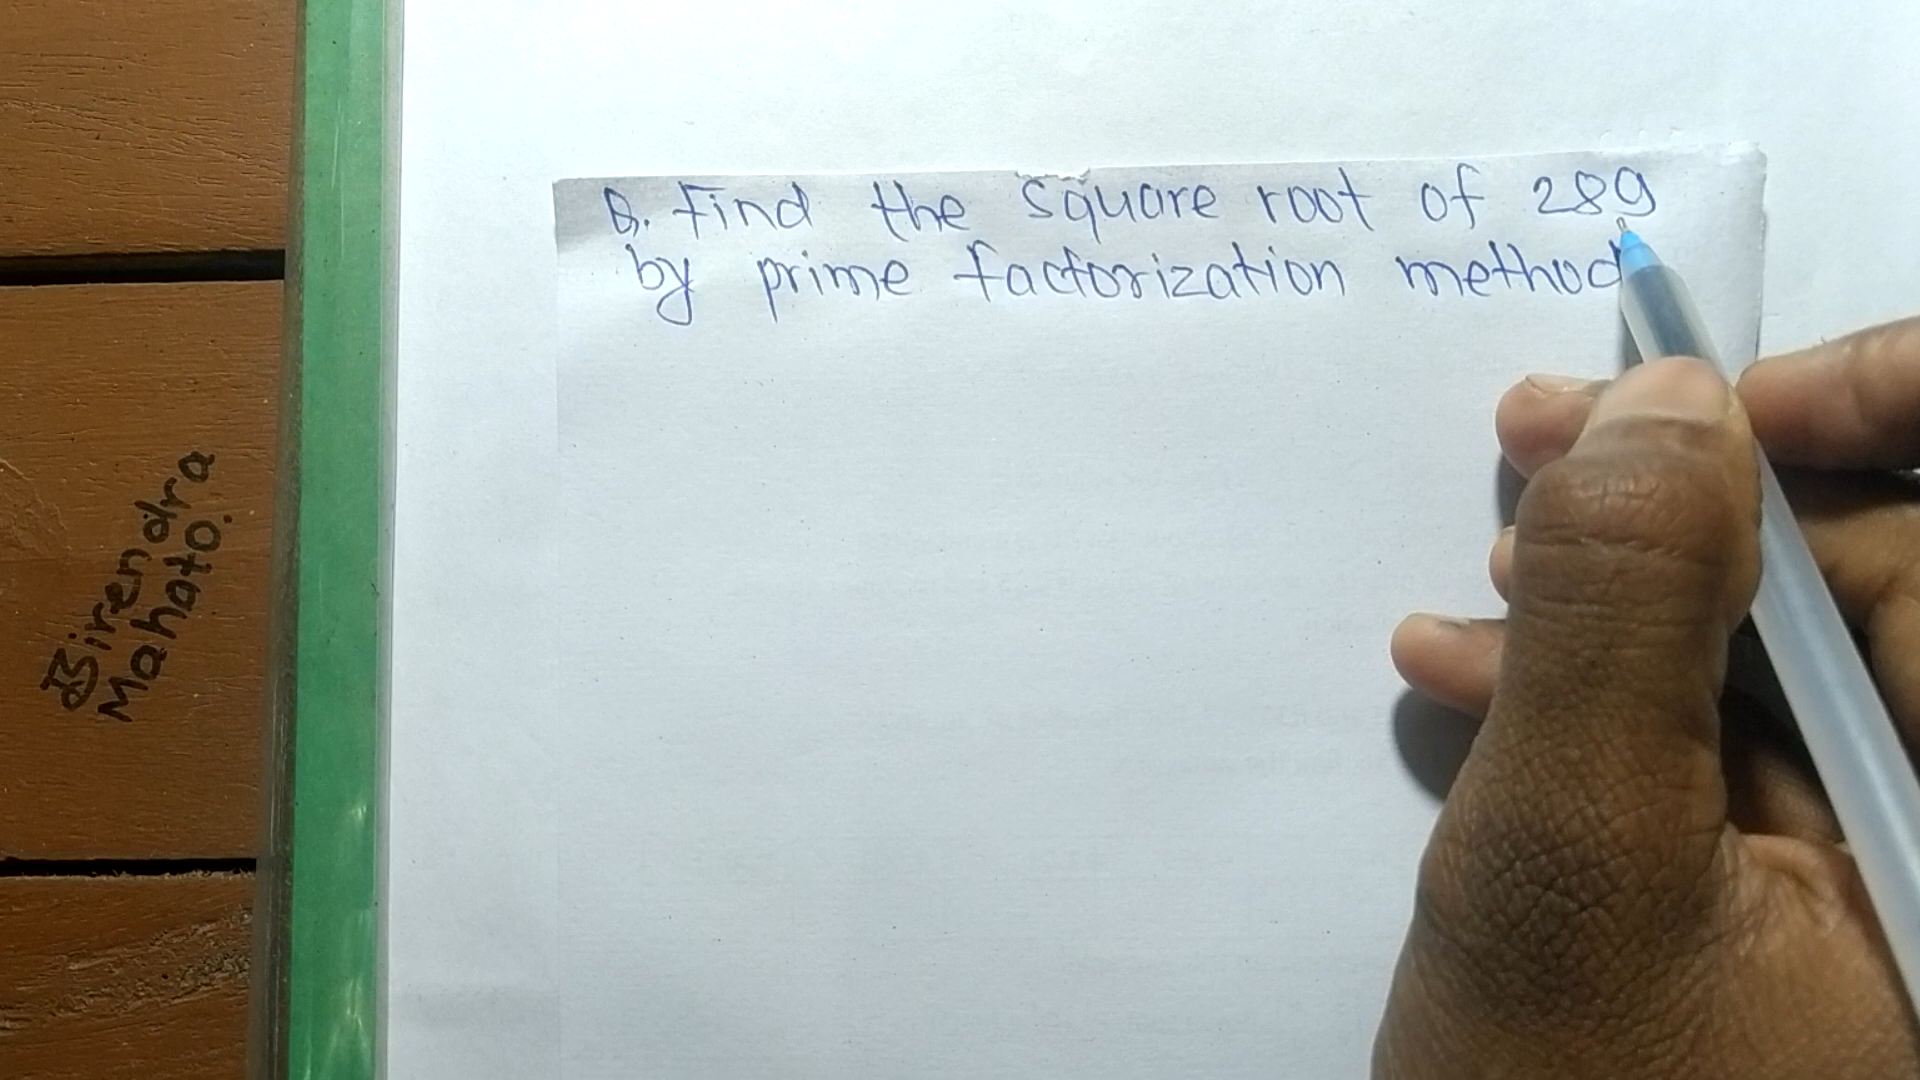 Q. Find the square root of 289
by prime factorization method
Birendra
Mahato.